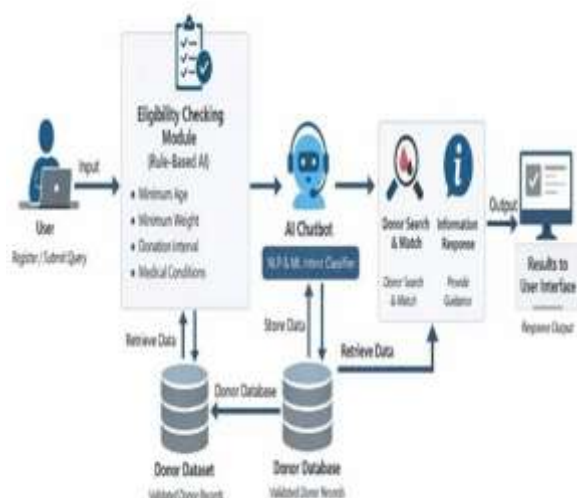 Eligibility Checking
Module
(Rule-Based AI)
• Minimum Age
• Minimum Weight
• Donation Interval
• Medical Conditions
Input
User
Register / Submit Query
AI Chatbot
NLP & ML Intent Classifier
Donor Search
& Match
Donor Search
& Match
Information
Response
Provide
Guidance
Output
Results to
User Interface
Response Output
Retrieve Data
Store Data
Retrieve Data
Donor Database
Donor Dataset
Validated Donor Records
Donor Database
Validated Donor Records